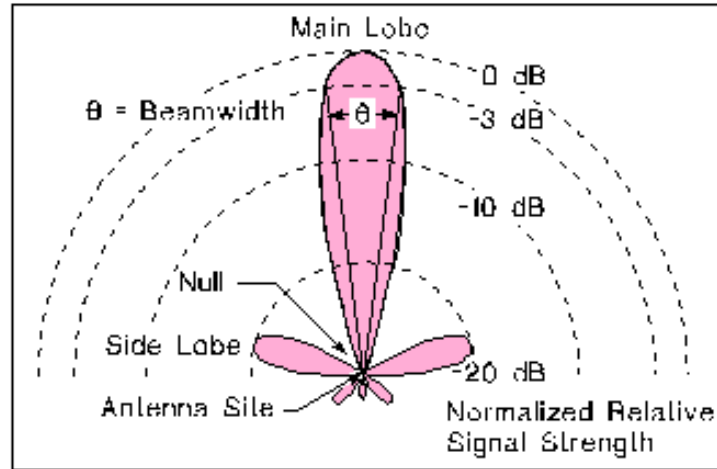 Main Lobe
0 dB
θ = Beamwidth
θ
-3 dB
-10 dB
Null
Side Lobe
-20 dB
Antenna Site
Normalized Relative
Signal Strength